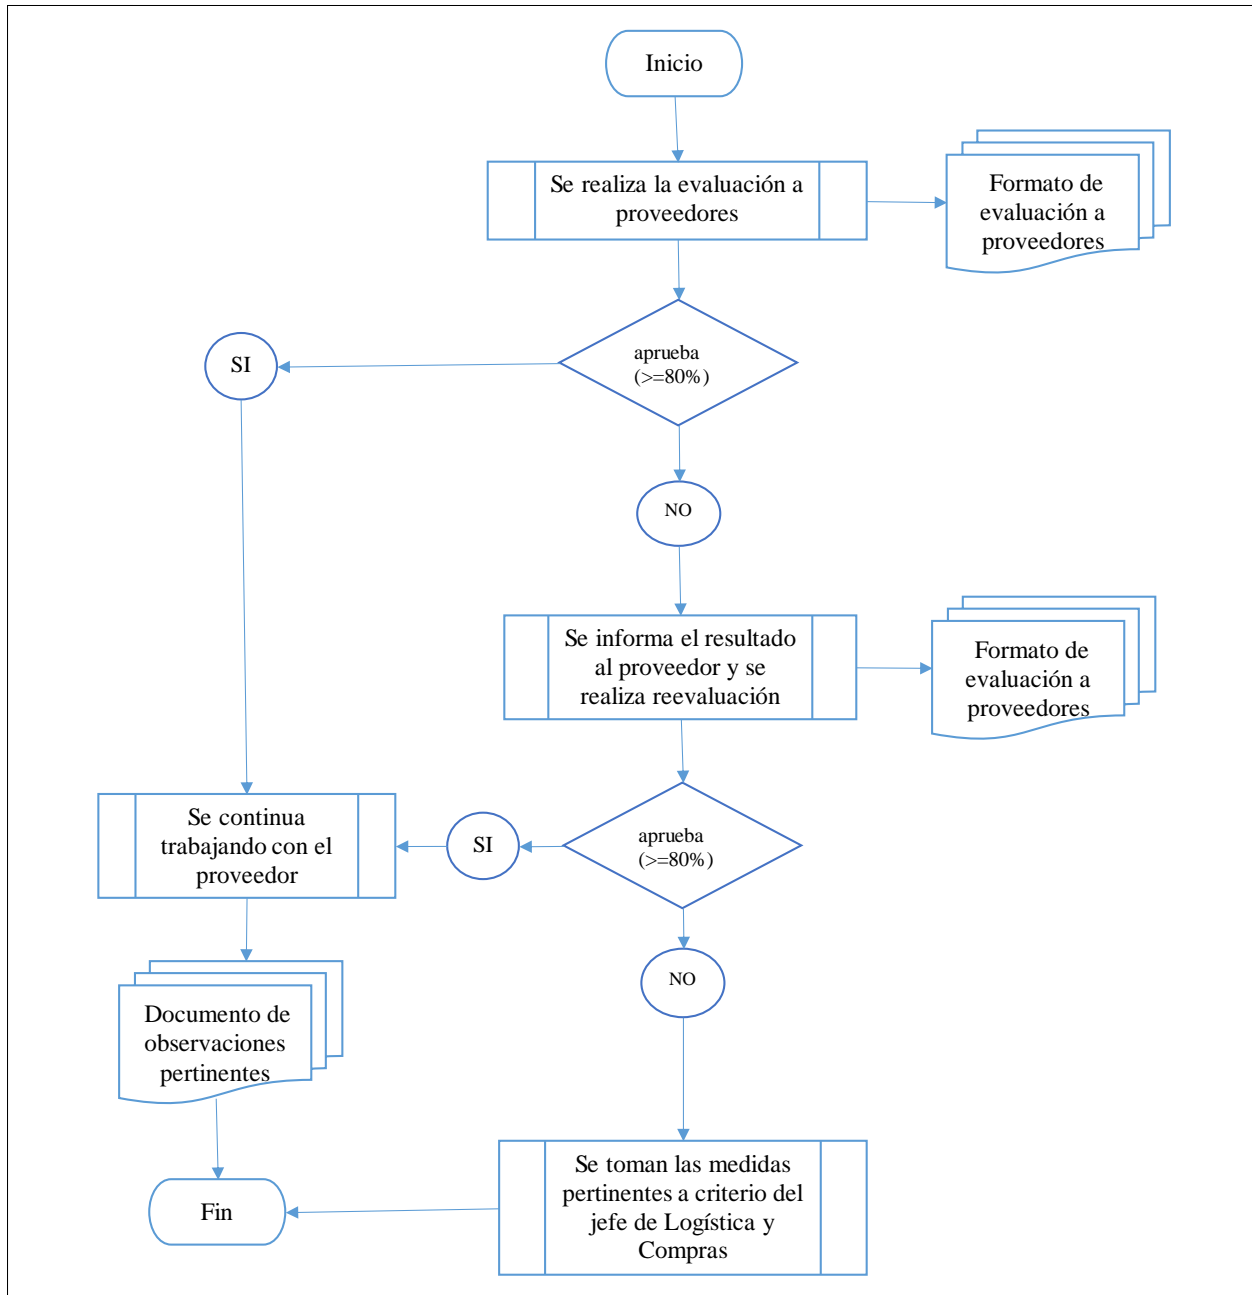 Inicio
Se realiza la evaluación a
proveedores
Formato de
evaluación a
proveedores
aprueba
(>=80%)
SI
NO
Se informa el resultado
al proveedor y se
realiza reevaluación
Formato de
evaluación a
proveedores
aprueba
(>=80%)
SI
Se continua
trabajando con el
proveedor
NO
Documento de
observaciones
pertinentes
Se toman las medidas
pertinentes a criterio del
jefe de Logística y
Compras
Fin